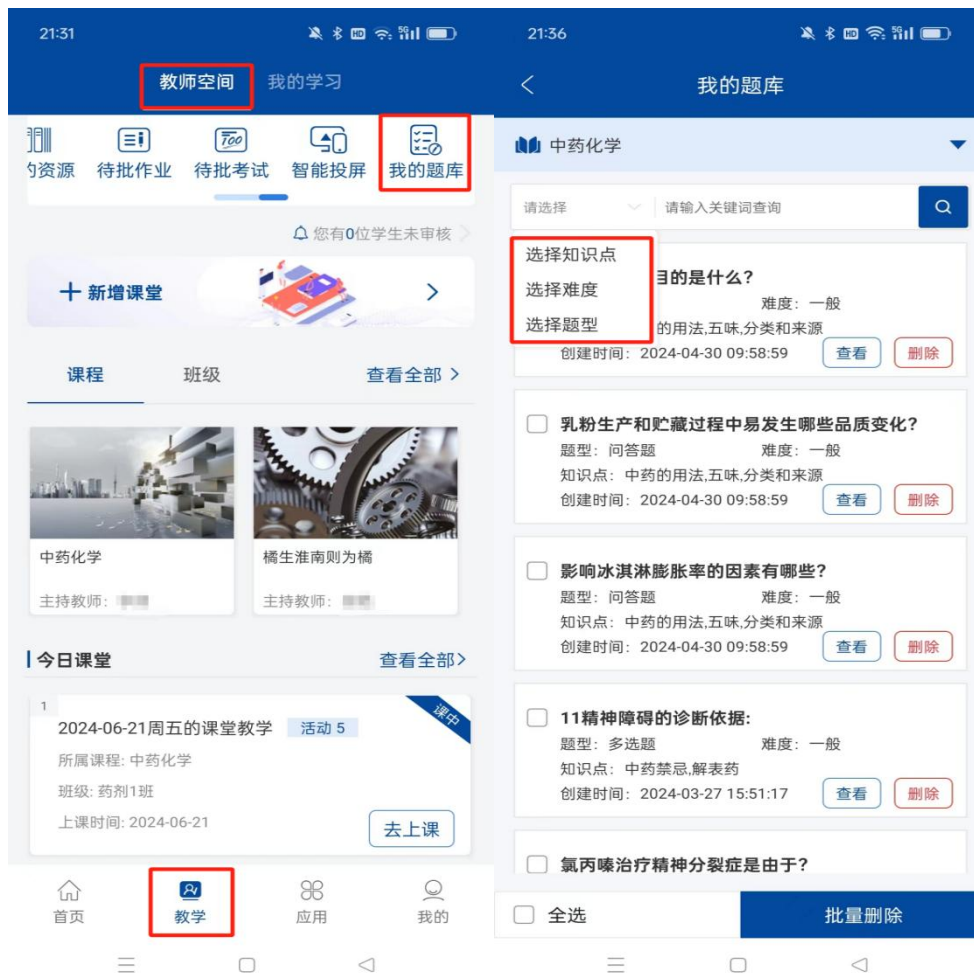 21:31
HD 5G
教师空间 我的学习
的资源 待批作业 待批考试 智能投屏 我的题库
您有0位学生未审核
新增课堂
课程 班级 查看全部
中药化学 橘生淮南则为橘
主持教师: 主持教师:
今日课堂 查看全部
1
2024-06-21周五的课堂教学 活动 5 课中
所属课程: 中药化学
班级: 药剂1班
上课时间: 2024-06-21
去上课
首页 教学 应用 我的
21:36
HD 5G
我的题库
中药化学
请选择 请输入关键词查询
选择知识点
选择难度
选择题型
目的是什么?
难度: 一般
的用法,五味,分类和来源
创建时间: 2024-04-30 09:58:59 查看 删除
乳粉生产和贮藏过程中易发生哪些品质变化?
题型: 问答题 难度: 一般
知识点: 中药的用法,五味,分类和来源
创建时间: 2024-04-30 09:58:59 查看 删除
影响冰淇淋膨胀率的因素有哪些?
题型: 问答题 难度: 一般
知识点: 中药的用法,五味,分类和来源
创建时间: 2024-04-30 09:58:59 查看 删除
11精神障碍的诊断依据:
题型: 多选题 难度: 一般
知识点: 中药禁忌,解表药
创建时间: 2024-03-27 15:51:17 查看 删除
氯丙嗪治疗精神分裂症是由于?
全选 批量删除